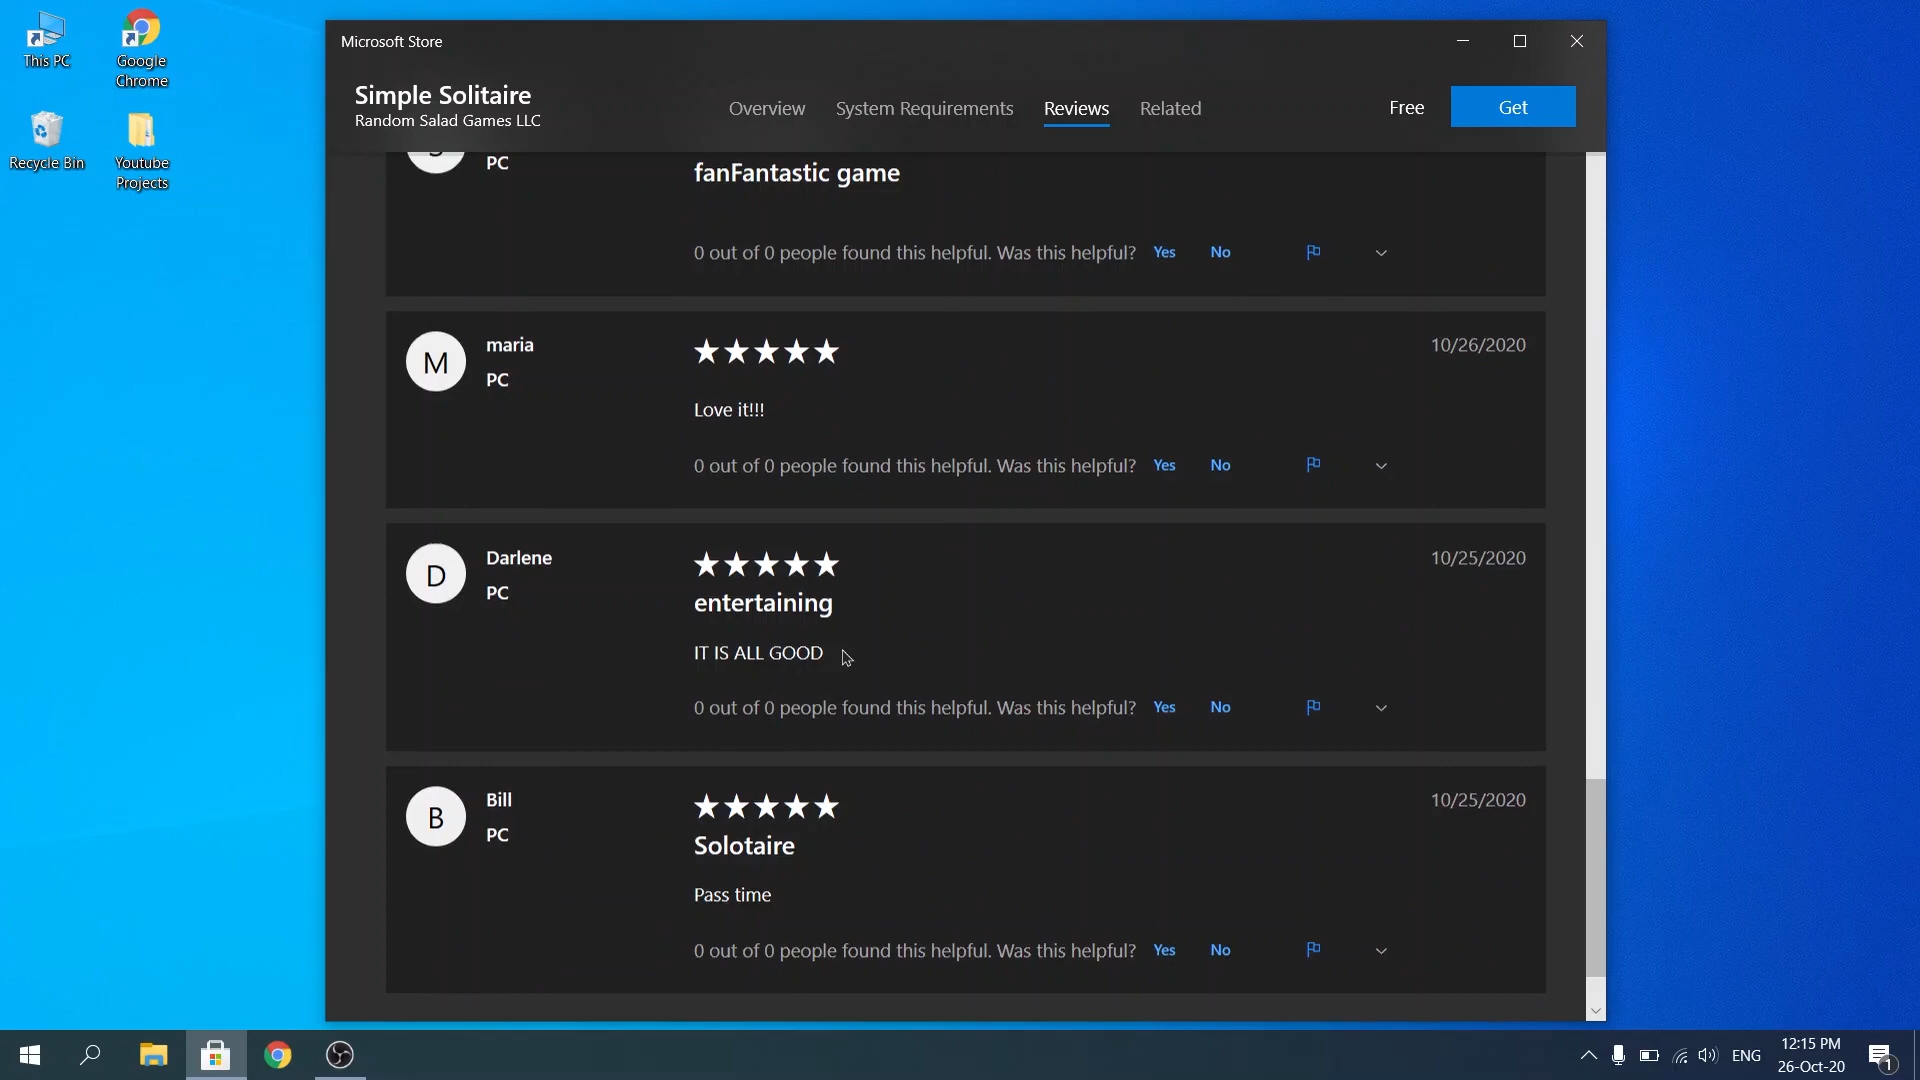 This PC
Google
Chrome
Recycle Bin
Youtube
Projects
Microsoft Store
Simple Solitaire
Random Salad Games LLC
Overview
System Requirements
Reviews
Related
Free
Get
PC
fanFantastic game
0 out of 0 people found this helpful. Was this helpful? Yes No
M
maria
PC
★★★★★
10/26/2020
Love it!!!
0 out of 0 people found this helpful. Was this helpful? Yes No
D
Darlene
PC
★★★★★
10/25/2020
entertaining
IT IS ALL GOOD
0 out of 0 people found this helpful. Was this helpful? Yes No
B
Bill
PC
★★★★★
10/25/2020
Solotaire
Pass time
0 out of 0 people found this helpful. Was this helpful? Yes No
ENG
12:15 PM
26-Oct-20
1